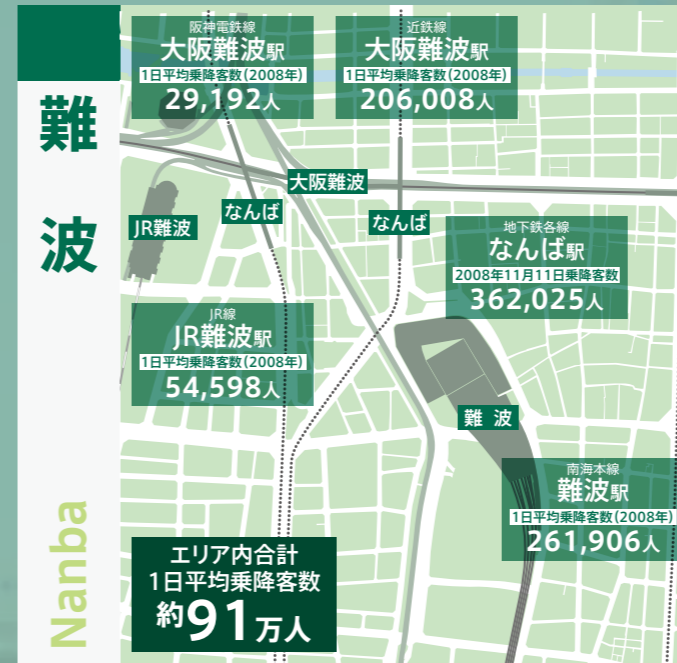 難波
Nanba
阪神電鉄線
大阪難波駅
1日平均乗降客数(2008年)
29,192人
近鉄線
大阪難波駅
1日平均乗降客数(2008年)
206,008人
大阪難波
なんば
なんば
JR難波
地下鉄各線
なんば駅
2008年11月11日乗降客数
362,025人
JR線
JR難波駅
1日平均乗降客数(2008年)
54,598人
難 波
南海本線
難波駅
1日平均乗降客数(2008年)
261,906人
エリア内合計
1日平均乗降客数
約91万人